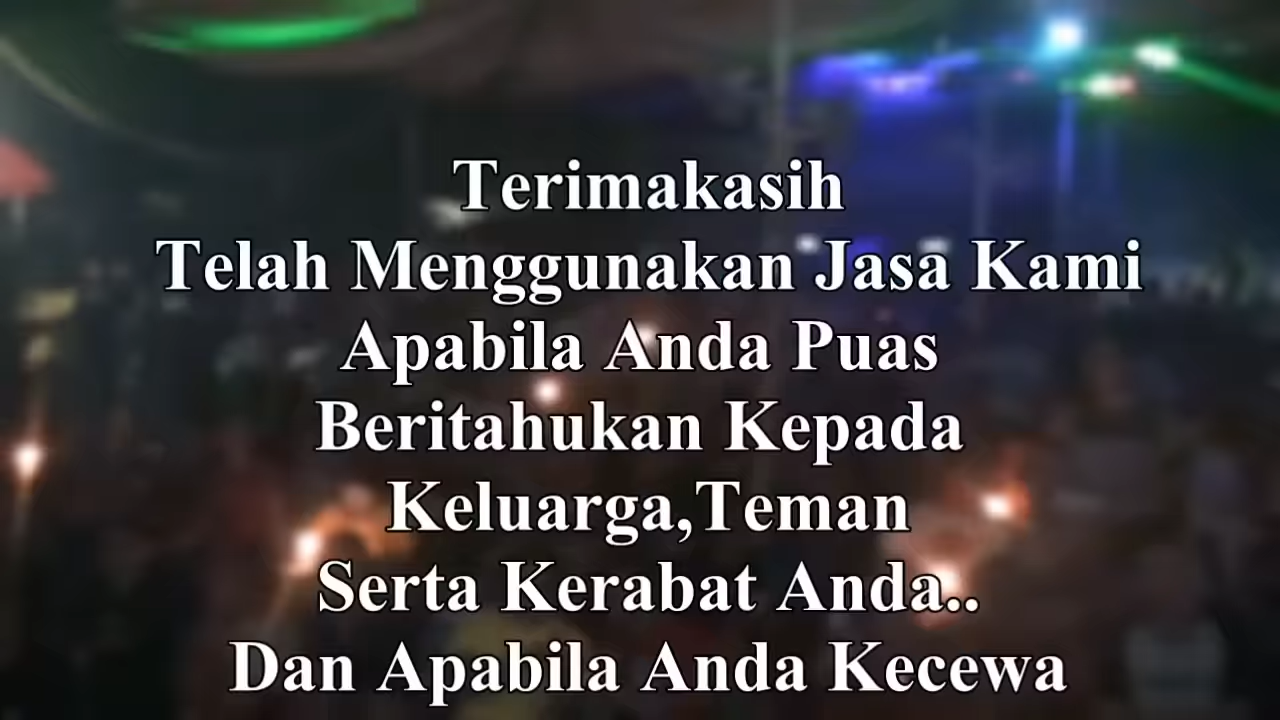 Terimakasih
Telah Menggunakan Jasa Kami
Apabila Anda Puas
Beritahukan Kepada
Keluarga,Teman
Serta Kerabat Anda..
Dan Apabila Anda Kecewa